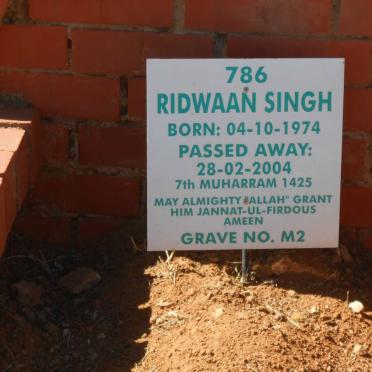 786
RIDWAAN SINGH
BORN: 04-10-1974
PASSED AWAY:
28-02-2004
7th MUHARRAM 1425
MAY ALMIGHTY "ALLAH" GRANT
HIM JANNAT-UL-FIRDOUS
AMEEN
GRAVE NO. M2